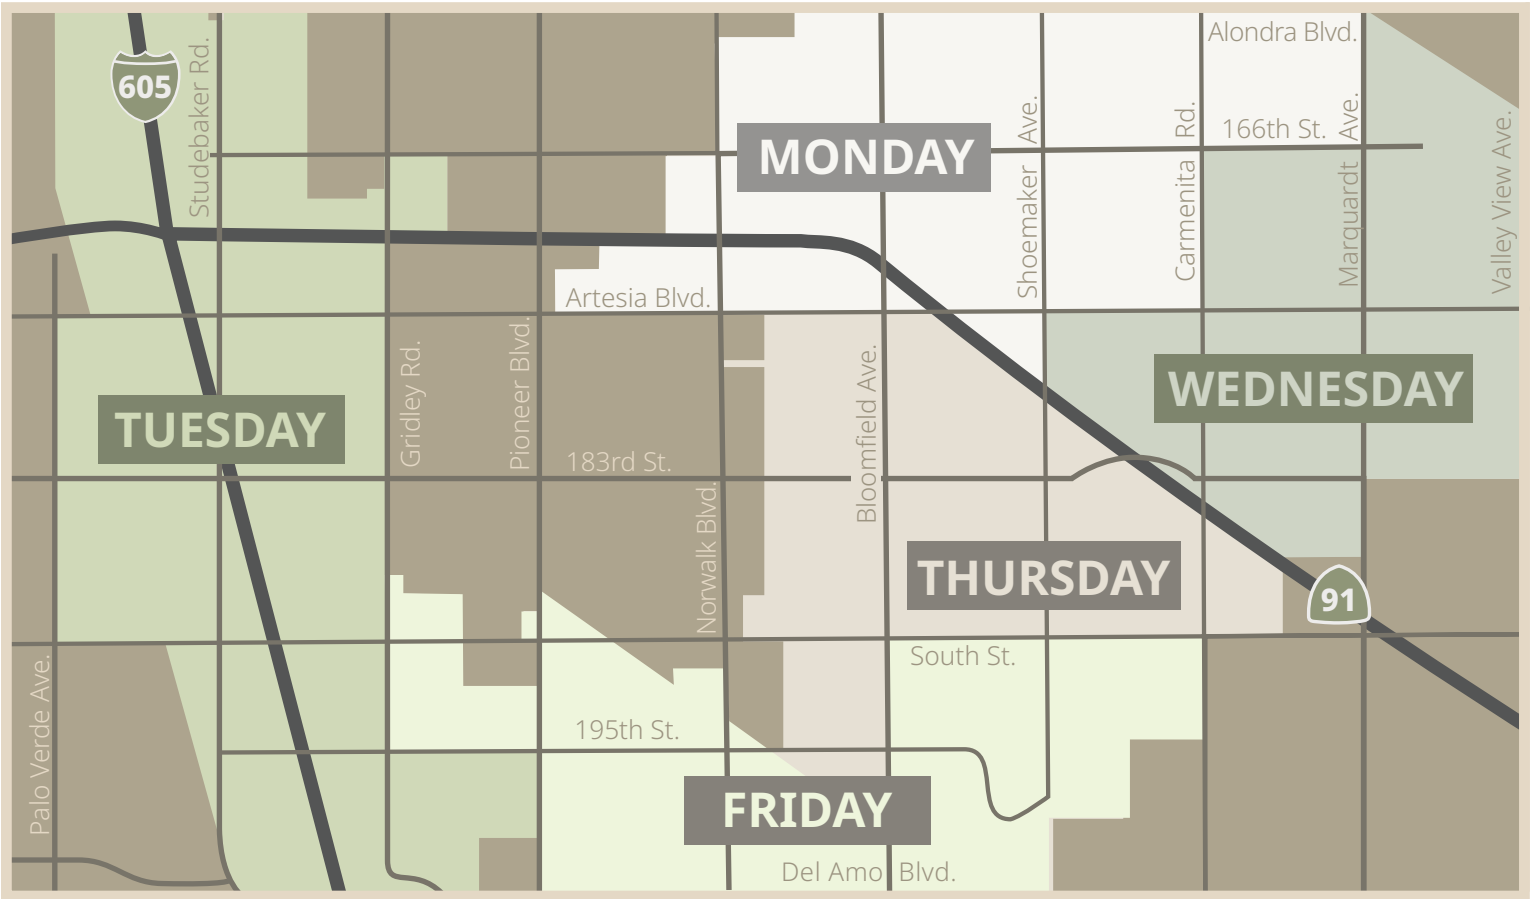 Alondra Blvd.
605
Studebaker Rd.
166th St.
Shoemaker Ave.
Carmenita Rd.
Marquardt Ave.
Valley View Ave.
MONDAY
Artesia Blvd.
Gridley Rd.
Pioneer Blvd.
Bloomfield Ave.
WEDNESDAY
TUESDAY
183rd St.
Norwalk Blvd.
THURSDAY
91
South St.
Palo Verde Ave.
195th St.
FRIDAY
Del Amo Blvd.